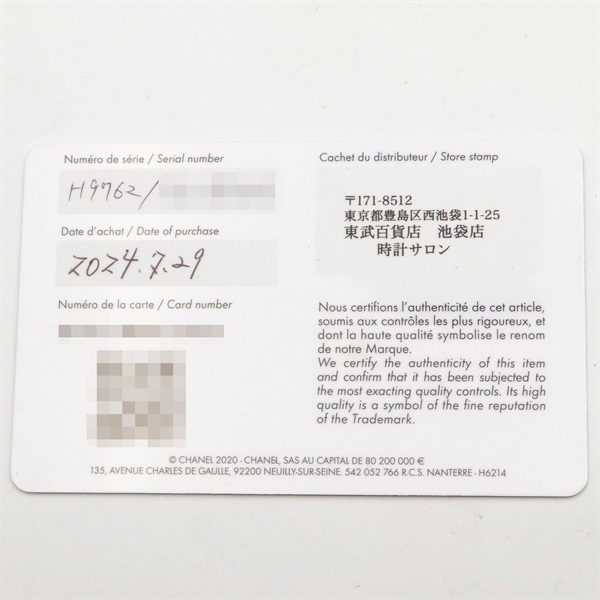 Numéro de série / Serial number
H9762/
Date d'achat / Date of purchase
2024.7.29
Numéro de la carte / Card number
Cachet du distributeur / Store stamp
〒171-8512
東京都豊島区西池袋1-1-25
東武百貨店 池袋店
時計サロン
Nous certifions l'authenticité de cet article,
soumis aux contrôles les plus rigoureux, et
dont la haute qualité symbolise le renom
de notre Marque.
We certify the authenticity of this item
and confirm that it has been subjected to
the most exacting quality controls. Its high
quality is a symbol of the fine reputation
of the Trademark.
© CHANEL 2020 - CHANEL, SAS AU CAPITAL DE 80 200 000 €
135, AVENUE CHARLES DE GAULLE, 92200 NEUILLY-SUR-SEINE. 542 052 766 R.C.S. NANTERRE - H6214